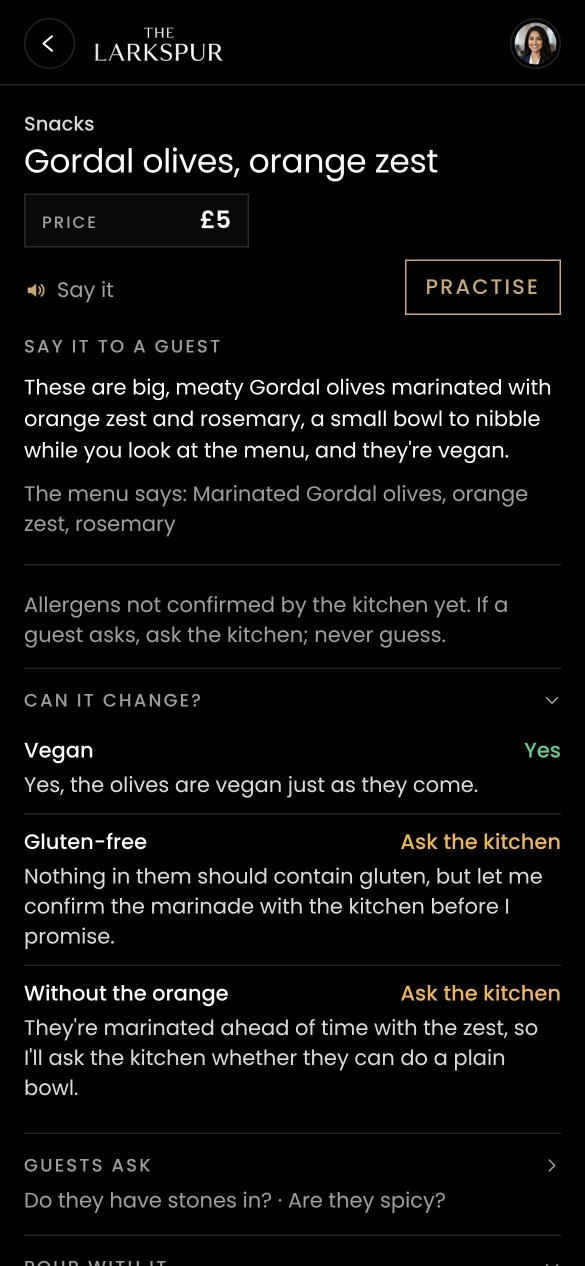 THE
LARKSPUR
Snacks
Gordal olives, orange zest
PRICE £5
Say it
PRACTISE
SAY IT TO A GUEST
These are big, meaty Gordal olives marinated with
orange zest and rosemary, a small bowl to nibble
while you look at the menu, and they're vegan.
The menu says: Marinated Gordal olives, orange
zest, rosemary
Allergens not confirmed by the kitchen yet. If a
guest asks, ask the kitchen; never guess.
CAN IT CHANGE?
Vegan Yes
Yes, the olives are vegan just as they come.
Gluten-free Ask the kitchen
Nothing in them should contain gluten, but let me
confirm the marinade with the kitchen before I
promise.
Without the orange Ask the kitchen
They're marinated ahead of time with the zest, so
I'll ask the kitchen whether they can do a plain
bowl.
GUESTS ASK
Do they have stones in? · Are they spicy?
POUR WITH IT